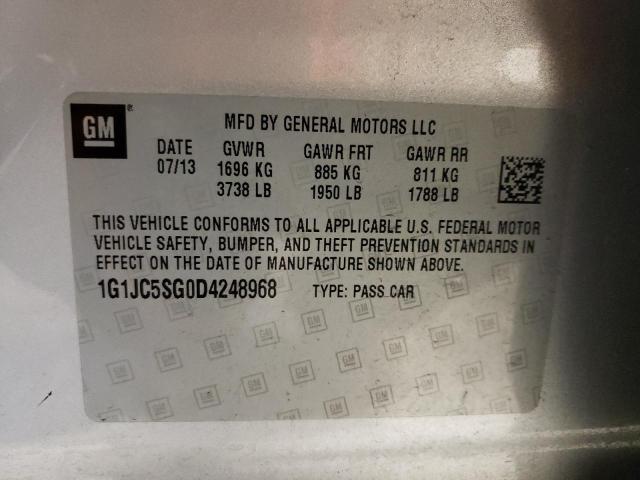 GM®
MFD BY GENERAL MOTORS LLC
DATE GVWR GAWR FRT GAWR RR
07/13 1696 KG 885 KG 811 KG
3738 LB 1950 LB 1788 LB
THIS VEHICLE CONFORMS TO ALL APPLICABLE U.S. FEDERAL MOTOR
VEHICLE SAFETY, BUMPER, AND THEFT PREVENTION STANDARDS IN
EFFECT ON THE DATE OF MANUFACTURE SHOWN ABOVE.
1G1JC5SG0D4248968 TYPE: PASS CAR